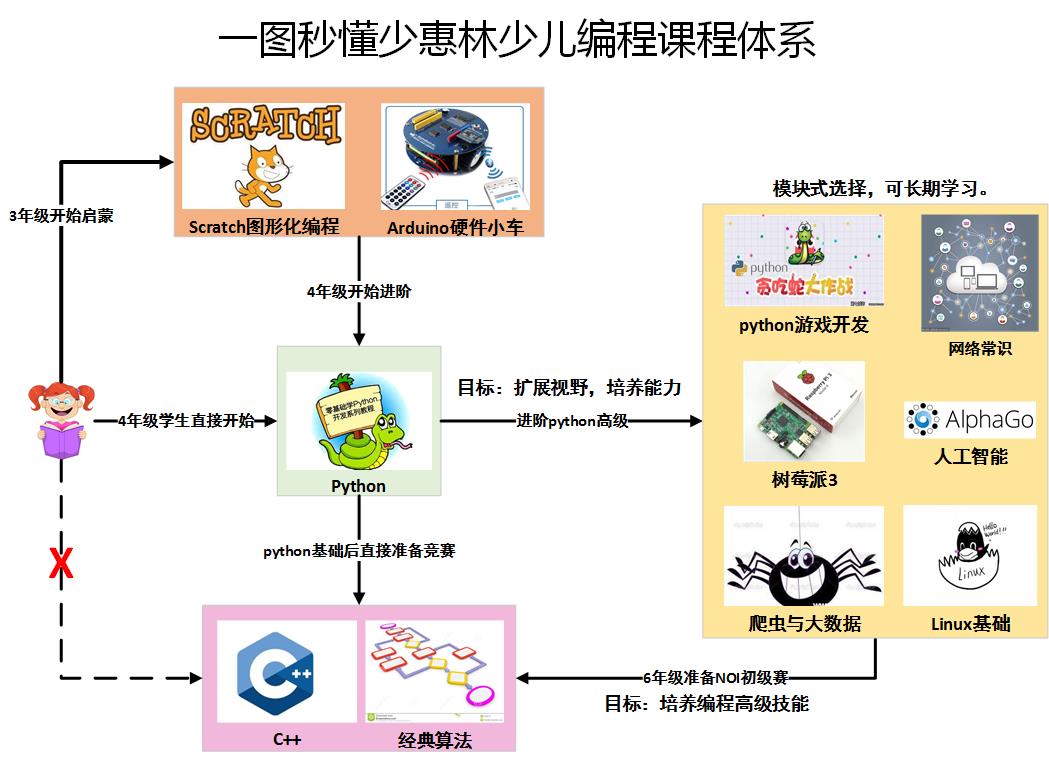 一图秒懂少惠林少儿编程课程体系
SCRATCH
遥控
Scratch图形化编程
Arduino硬件小车
3年级开始启蒙
模块式选择，可长期学习。
python
贪吃蛇大作战
python游戏开发
网络常识
4年级开始进阶
零基础学Python
开发系列教程
Python
4年级学生直接开始
目标：扩展视野，培养能力
进阶python高级
Raspberry Pi 3
树莓派3
AlphaGo
人工智能
X
python基础后直接准备竞赛
Hello
World!!
Linux
爬虫与大数据
Linux基础
C++
C++
经典算法
6年级准备NOI初级赛
目标：培养编程高级技能